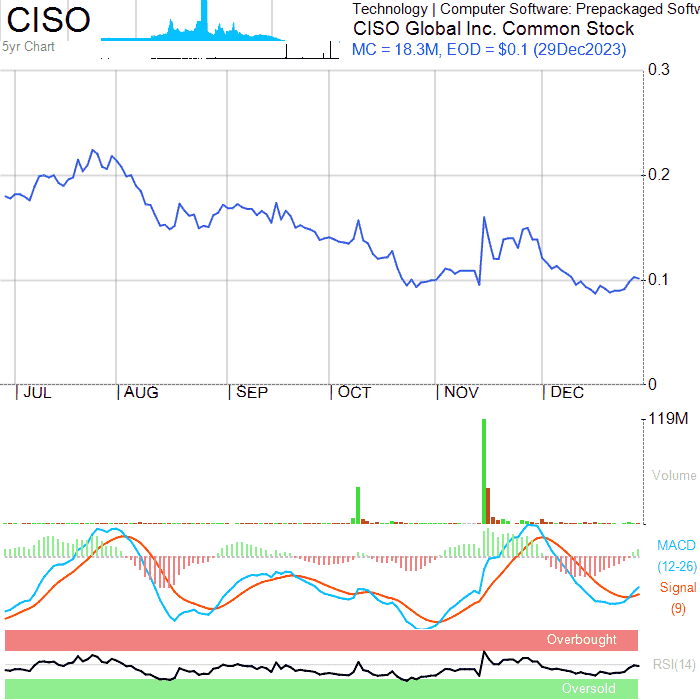 CISO
5yr Chart
Technology | Computer Software: Prepackaged Softw
CISO Global Inc. Common Stock
MC = 18.3M, EOD = $0.1 (29Dec2023)
0.3
0.2
0.1
0
JUL AUG SEP OCT NOV DEC
119M
Volume
MACD
(12-26)
Signal
(9)
Overbought
RSI(14)
Oversold